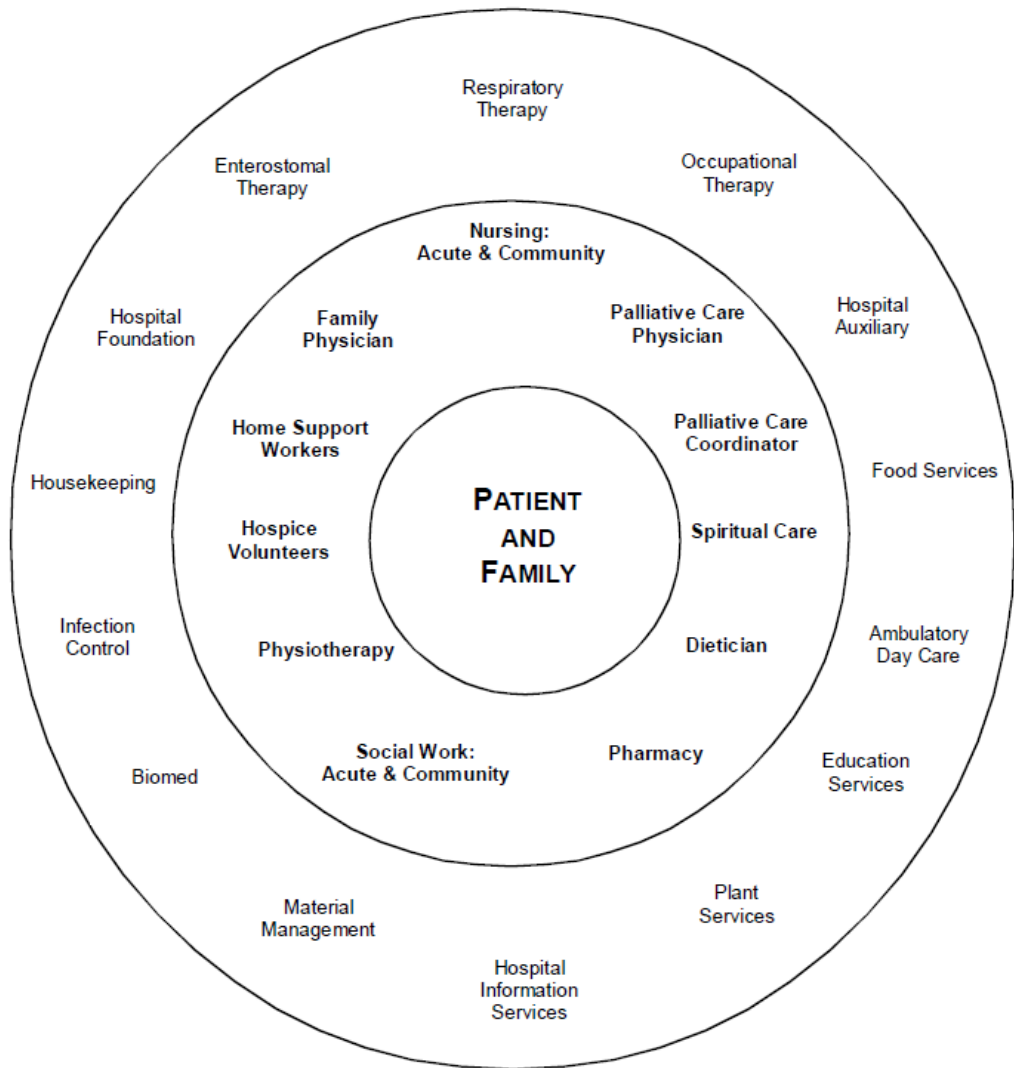 Respiratory
Therapy
Enterostomal
Therapy
Occupational
Therapy
Nursing:
Acute & Community
Hospital
Foundation
Family
Physician
Palliative Care
Physician
Hospital
Auxiliary
Home Support
Workers
Palliative Care
Coordinator
Housekeeping
Food Services
PATIENT
AND
FAMILY
Hospice
Volunteers
Spiritual Care
Infection
Control
Physiotherapy
Dietician
Ambulatory
Day Care
Biomed
Social Work:
Acute & Community
Pharmacy
Education
Services
Material
Management
Plant
Services
Hospital
Information
Services